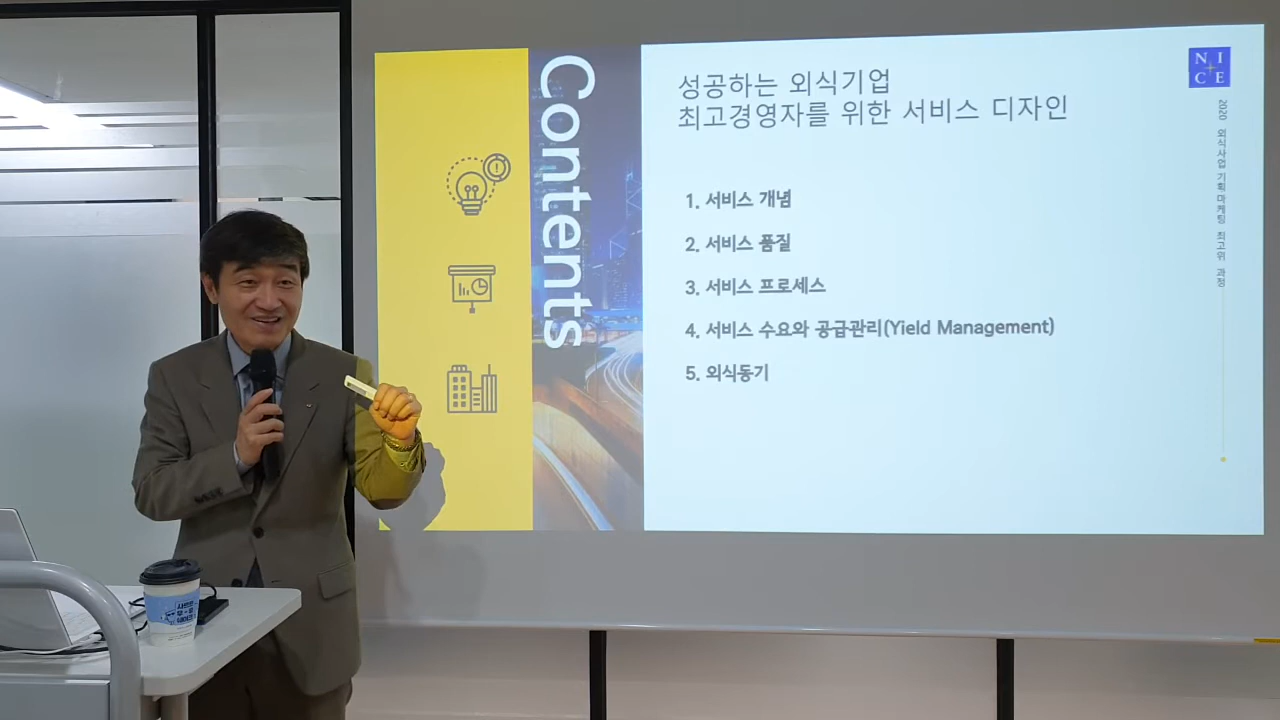 Contents
성공하는 외식기업
최고경영자를 위한 서비스 디자인
1. 서비스 개념
2. 서비스 품질
3. 서비스 프로세스
4. 서비스 수요와 공급관리(Yield Management)
5. 외식동기
N I
C E
2020 외식사업 기획마케팅 최고위 과정